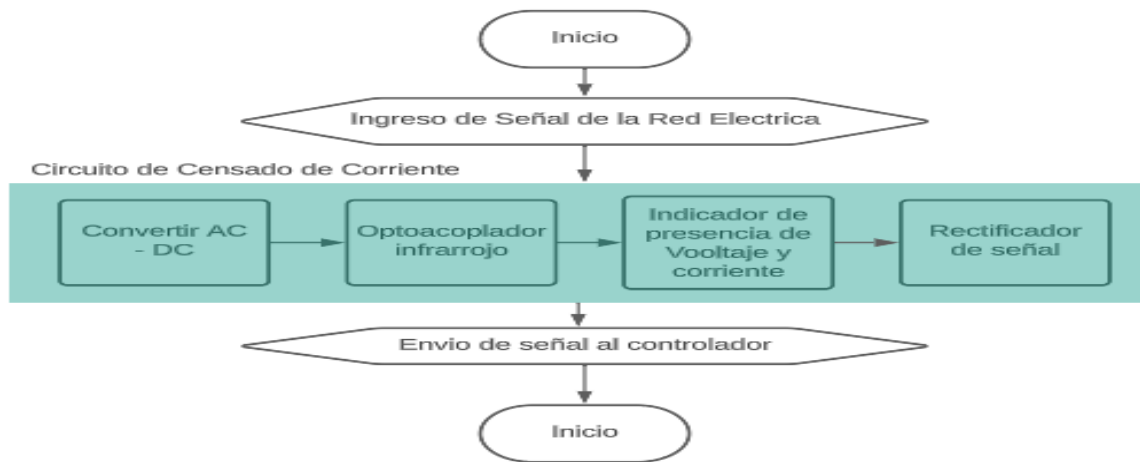 Inicio
Ingreso de Señal de la Red Electrica
Circuito de Censado de Corriente
Convertir AC
- DC
Optoacoplador
infrarrojo
Indicador de
presencia de
Vooltaje y
corriente
Rectificador
de señal
Envio de señal al controlador
Inicio